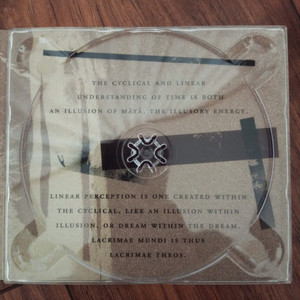 THE CYCLICAL AND LINEAR
UNDERSTANDING OF TIME IS BOTH
AN ILLUSION OF MĀYĀ, THE ILLUSORY ENERGY.
LINEAR PERCEPTION IS ONE CREATED WITHIN
THE CYCLICAL, LIKE AN ILLUSION WITHIN
ILLUSION, OR DREAM WITHIN THE DREAM.
LACRIMAE MUNDI IS THUS
LACRIMAE THEOS.